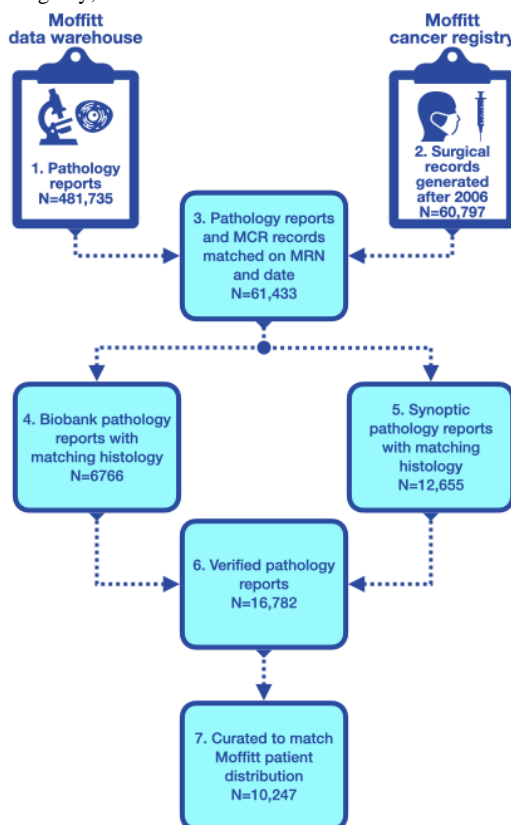 Moffitt
data warehouse
Moffitt
cancer registry
1. Pathology
reports
N=481,735
2. Surgical
records
generated
after 2006
N=60,797
3. Pathology reports
and MCR records
matched on MRN
and date
N=61,433
4. Biobank pathology
reports with
matching histology
N=6766
5. Synoptic
pathology reports
with matching
histology
N=12,655
6. Verified pathology
reports
N=16,782
7. Curated to match
Moffitt patient
distribution
N=10,247